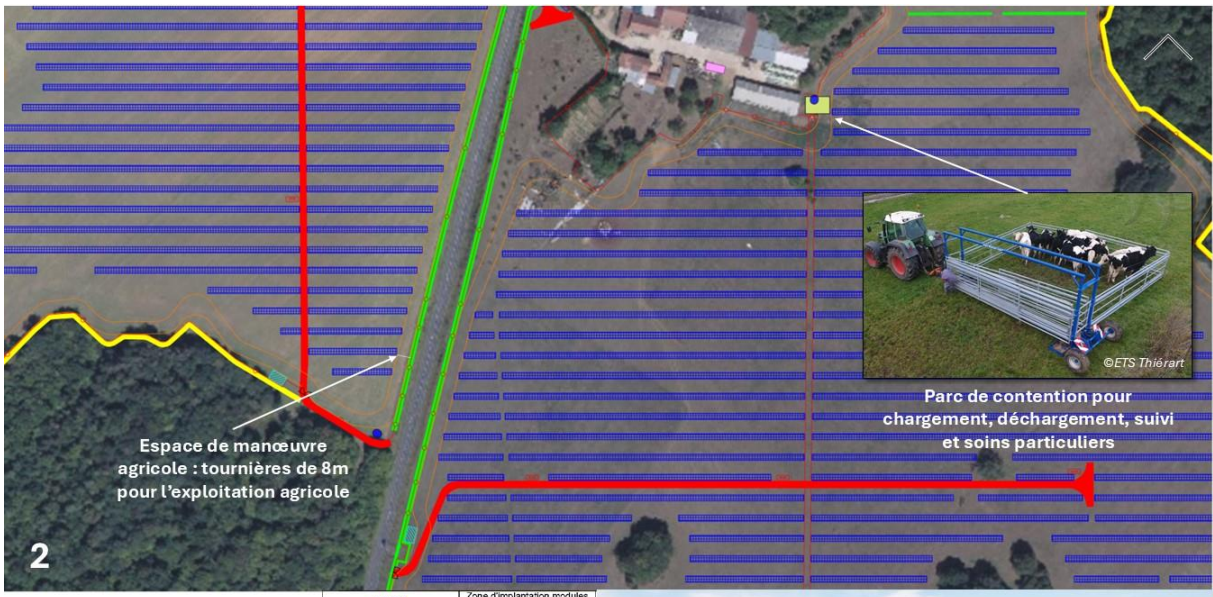 ©ETS Thiérart
Parc de contention pour
chargement, déchargement, suivi
et soins particuliers
Espace de manœuvre
agricole : tournières de 8m
pour l’exploitation agricole
2
Zone d'implantation modules